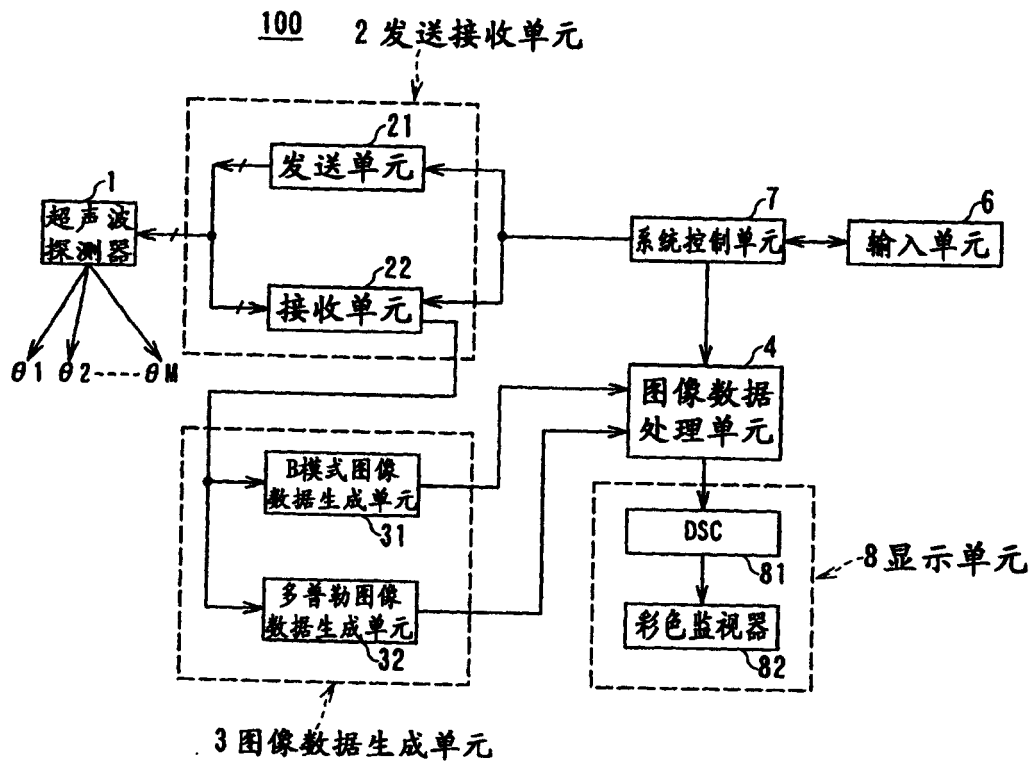 100
2 发送接收单元
21
发送单元
1
超声波
探测器
7
系统控制单元
6
输入单元
22
接收单元
θ1 θ2----θM
4
图像数据
处理单元
B模式图像
数据生成单元
31
DSC
81
8显示单元
多普勒图像
数据生成单元
32
彩色监视器
82
3图像数据生成单元